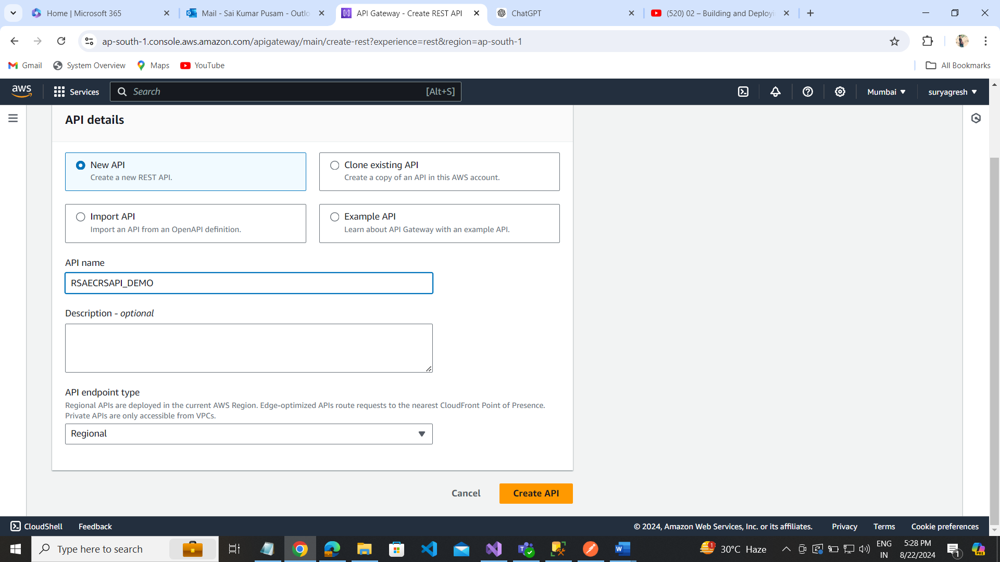 Home | Microsoft 365
Mail - Sai Kumar Pusam - Outlo
API Gateway - Create REST API
ChatGPT
(520) 02 – Building and Deployi
ap-south-1.console.aws.amazon.com/apigateway/main/create-rest?experience=rest&region=ap-south-1
Gmail
System Overview
Maps
YouTube
All Bookmarks
aws
Services
Search
[Alt+S]
Mumbai
suryagresh
API details
New API
Create a new REST API.
Clone existing API
Create a copy of an API in this AWS account.
Import API
Import an API from an OpenAPI definition.
Example API
Learn about API Gateway with an example API.
API name
RSAECRSAPI_DEMO
Description - optional
API endpoint type
Regional APIs are deployed in the current AWS Region. Edge-optimized APIs route requests to the nearest CloudFront Point of Presence.
Private APIs are only accessible from VPCs.
Regional
Cancel
Create API
CloudShell
Feedback
© 2024, Amazon Web Services, Inc. or its affiliates.
Privacy
Terms
Cookie preferences
Type here to search
1
30°C Haze
ENG
IN
5:28 PM
8/22/2024
1
PRE